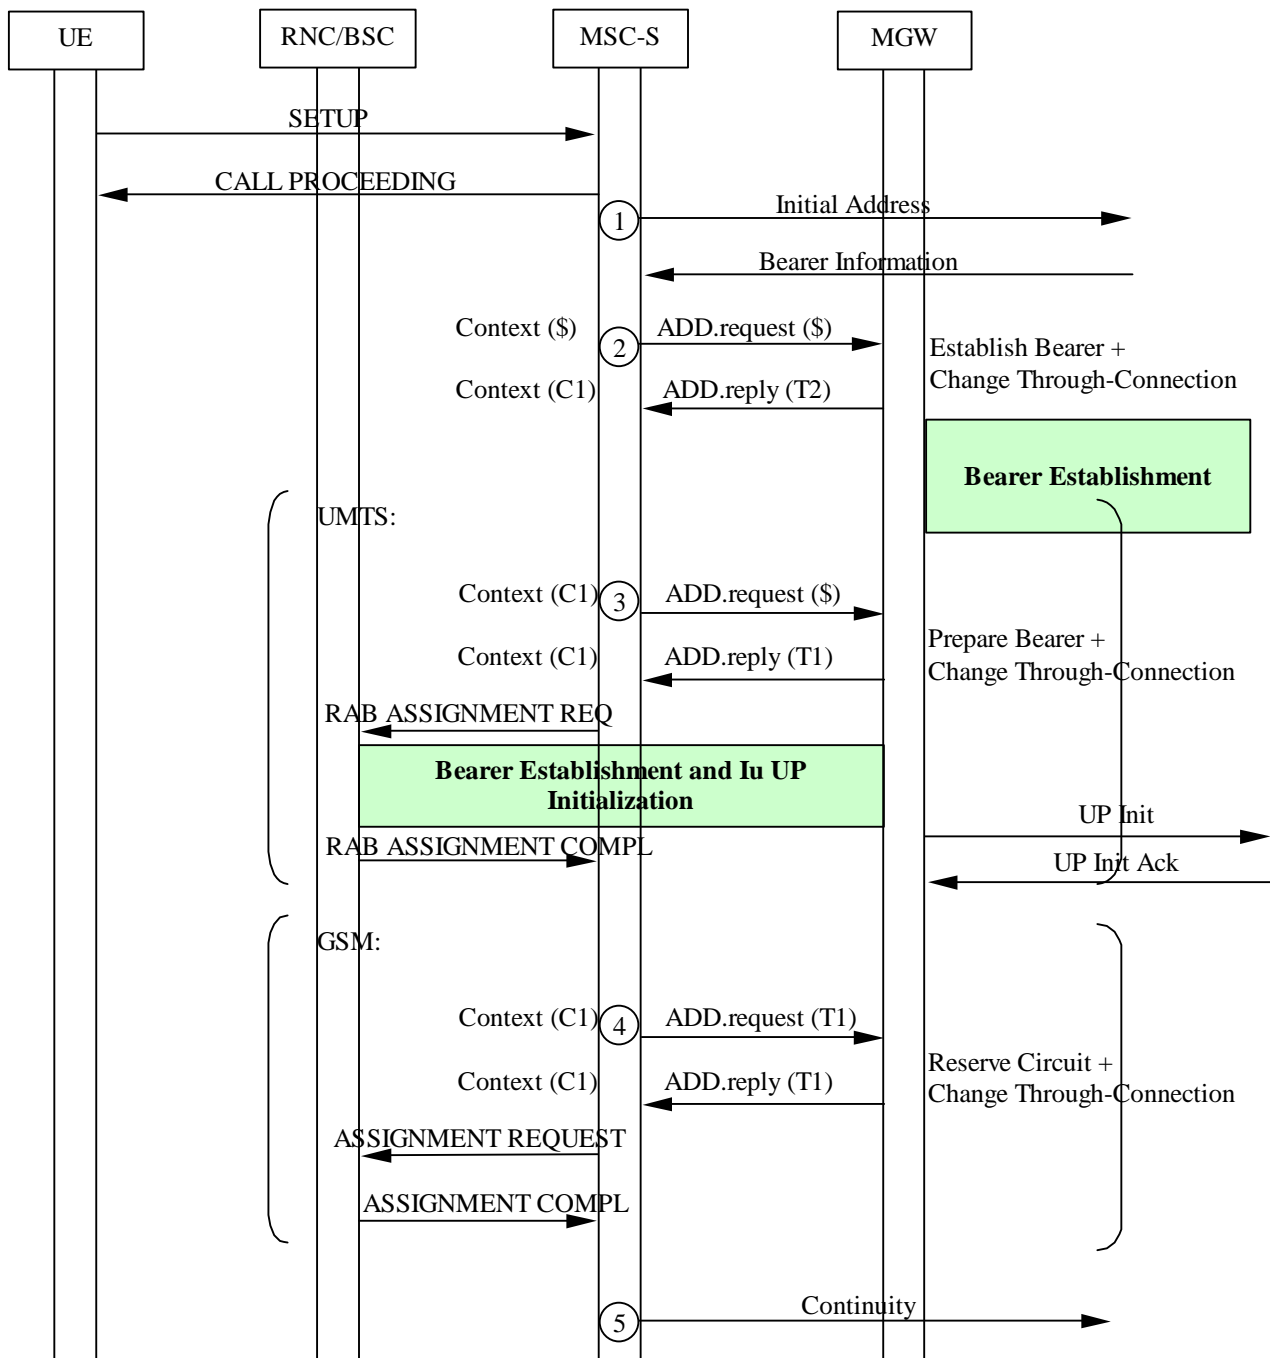 UE
RNC/BSC
MSC-S
MGW
SETUP
CALL PROCEEDING
1
Initial Address
Bearer Information
Context ($)
2
ADD.request ($)
Establish Bearer +
Change Through-Connection
Context (C1)
ADD.reply (T2)
Bearer Establishment
UMTS:
Context (C1)
3
ADD.request ($)
Prepare Bearer +
Change Through-Connection
Context (C1)
ADD.reply (T1)
RAB ASSIGNMENT REQ
Bearer Establishment and Iu UP
Initialization
UP Init
RAB ASSIGNMENT COMPL
UP Init Ack
GSM:
Context (C1)
4
ADD.request (T1)
Reserve Circuit +
Change Through-Connection
Context (C1)
ADD.reply (T1)
ASSIGNMENT REQUEST
ASSIGNMENT COMPL
5
Continuity